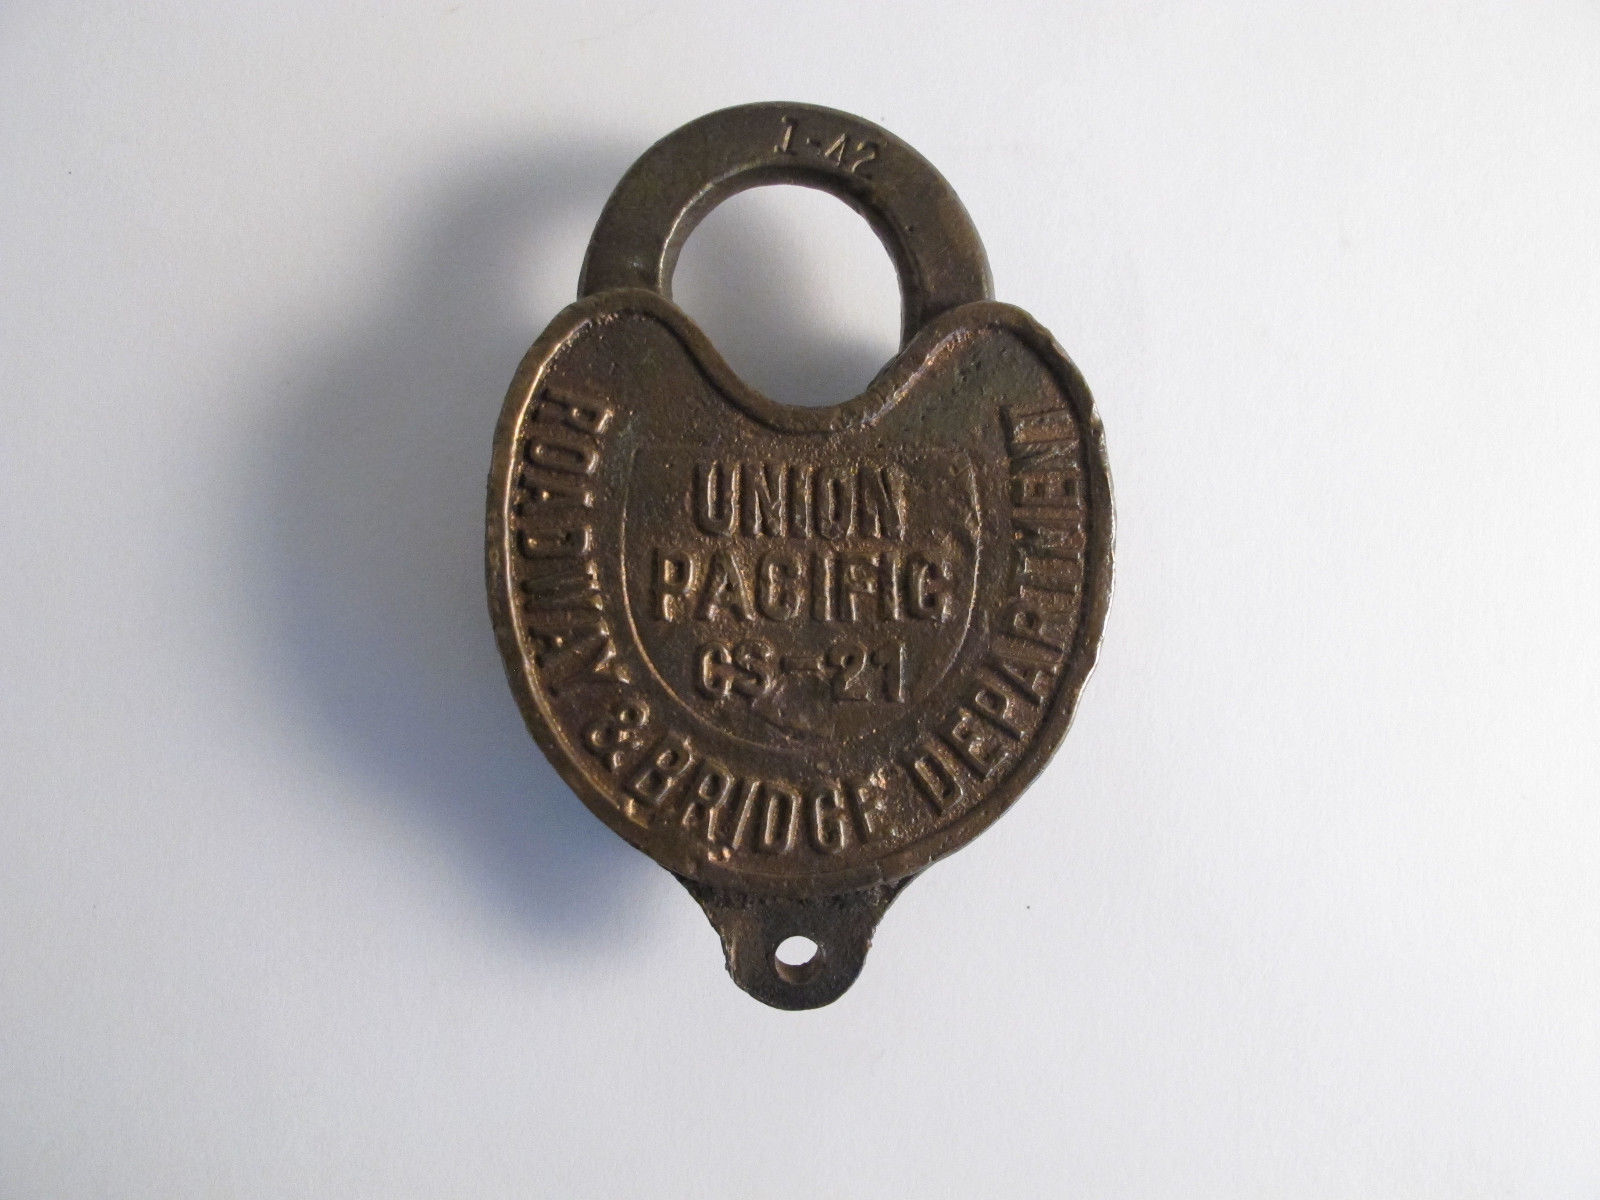 1-42
UNION
PACIFIC
CS-21
ROADWAY & BRIDGE DEPARTMENT